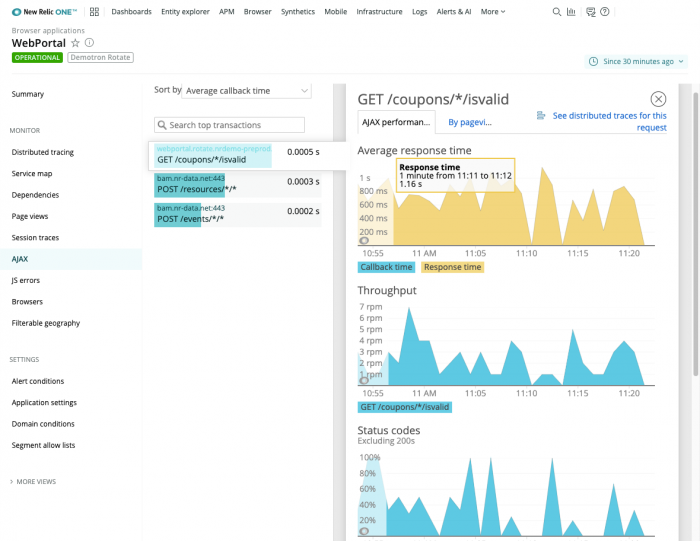 New Relic ONE™
Dashboards Entity explorer APM Browser Synthetics Mobile Infrastructure Logs Alerts & AI More
Browser applications
WebPortal
OPERATIONAL Demotron Rotate
Since 30 minutes ago
Summary
MONITOR
Distributed tracing
Service map
Dependencies
Page views
Session traces
AJAX
JS errors
Browsers
Filterable geography
SETTINGS
Alert conditions
Application settings
Domain conditions
Segment allow lists
MORE VIEWS
Sort by Average callback time
Search top transactions
webportal.rotate.nrdemo-preprod
GET /coupons/*/isvalid 0.0005 s
bam.nr-data.net:443
POST /resources/*/* 0.0003 s
bam.nr-data.net:443
POST /events/*/* 0.0002 s
GET /coupons/*/isvalid
AJAX performan... By pagevi... See distributed traces for this request
Average response time
Response time
1 minute from 11:11 to 11:12
1.16 s
1 s
800 ms
600 ms
400 ms
200 ms
10:55 11 AM 11:05 11:10 11:15 11:20
Callback time Response time
Throughput
7 rpm
6 rpm
5 rpm
4 rpm
3 rpm
2 rpm
1 rpm
10:55 11 AM 11:05 11:10 11:15 11:20
GET /coupons/*/isvalid
Status codes
Excluding 200s
100%
80%
60%
40%
20%